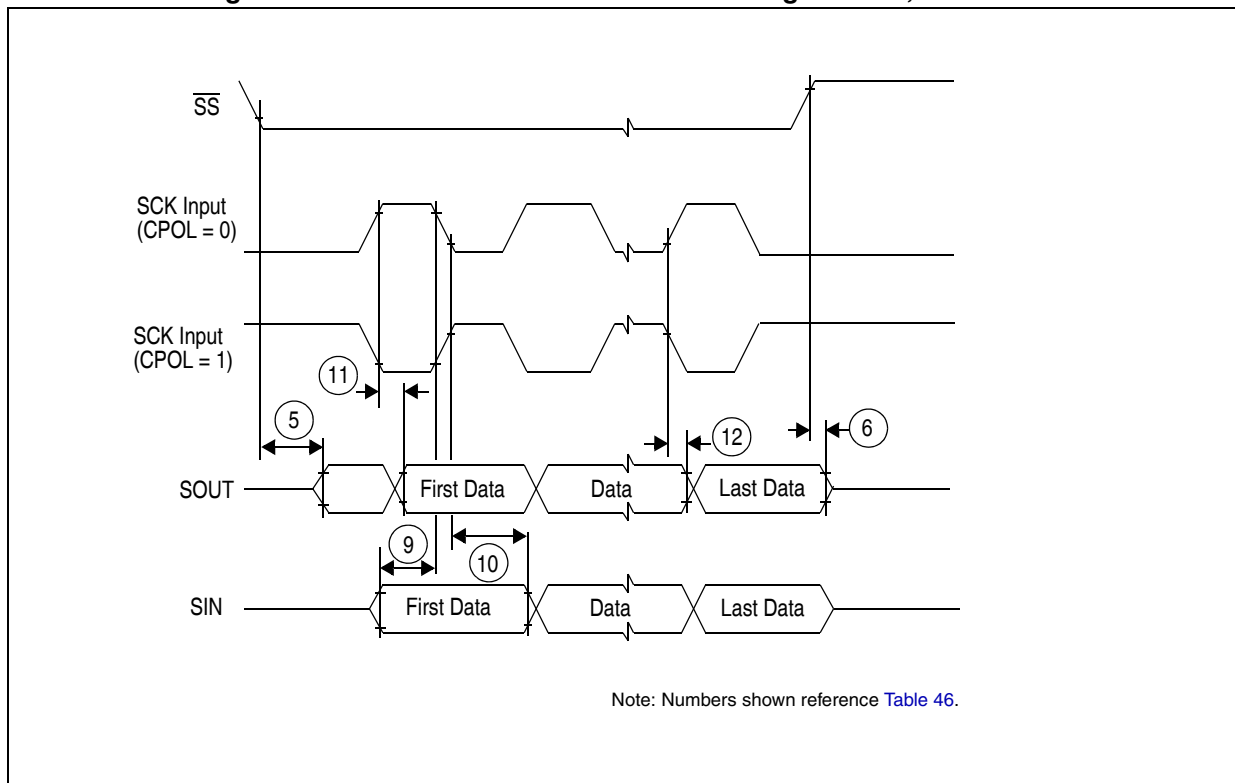 SS
SCK Input
(CPOL = 0)
SCK Input
(CPOL = 1)
11
5
12
6
SOUT
First Data
Data
Last Data
9
10
SIN
First Data
Data
Last Data
Note: Numbers shown reference Table 46.